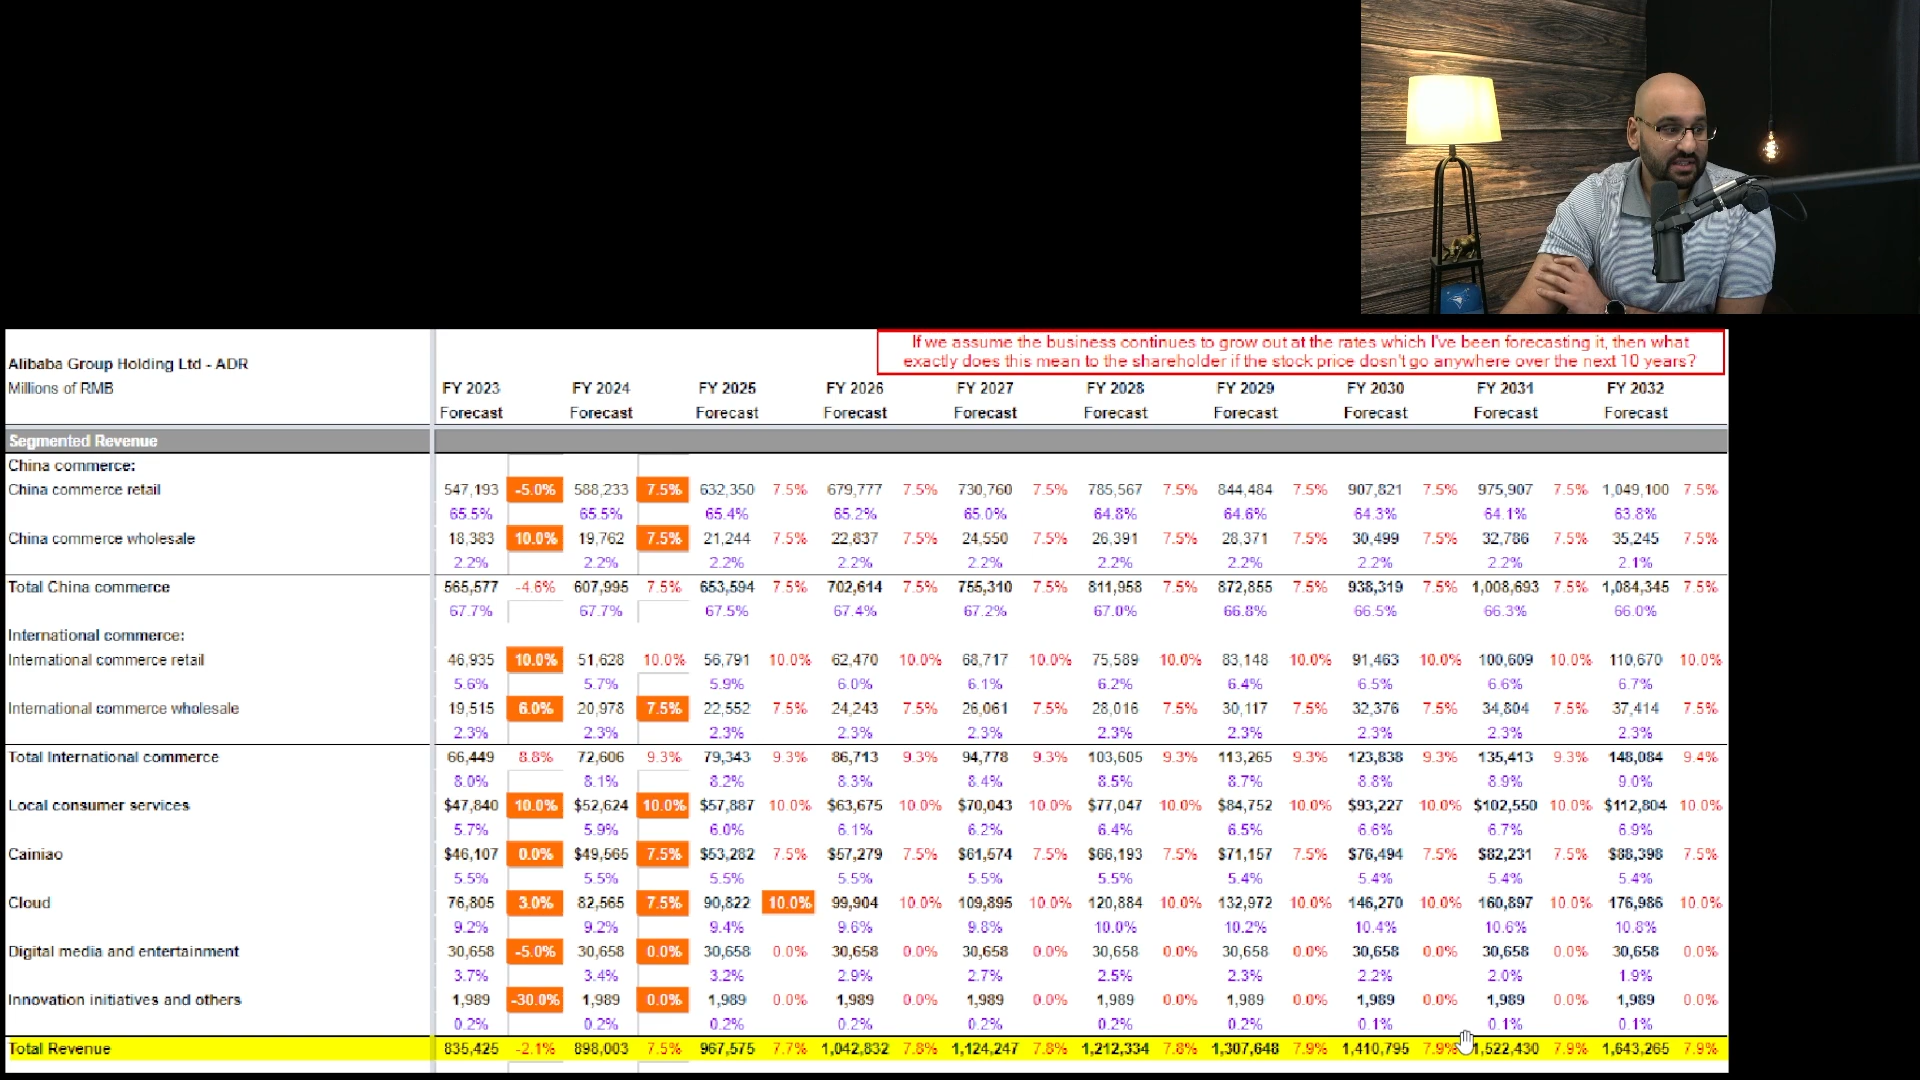 If we assume the business continues to grow out at the rates which I've been forecasting it, then what
exactly does this mean to the shareholder if the stock price dosn't go anywhere over the next 10 years?
Alibaba Group Holding Ltd - ADR
Millions of RMB FY 2023 FY 2024 FY 2025 FY 2026 FY 2027 FY 2028 FY 2029 FY 2030 FY 2031 FY 2032
Forecast Forecast Forecast Forecast Forecast Forecast Forecast Forecast Forecast Forecast
Segmented Revenue
China commerce:
China commerce retail 547,193 -5.0% 588,233 7.5% 632,350 7.5% 679,777 7.5% 730,760 7.5% 785,567 7.5% 844,484 7.5% 907,821 7.5% 975,907 7.5% 1,049,100 7.5%
65.5% 65.5% 65.4% 65.2% 65.0% 64.8% 64.6% 64.3% 64.1% 63.8%
China commerce wholesale 18,383 10.0% 19,762 7.5% 21,244 7.5% 22,837 7.5% 24,550 7.5% 26,391 7.5% 28,371 7.5% 30,499 7.5% 32,786 7.5% 35,245 7.5%
2.2% 2.2% 2.2% 2.2% 2.2% 2.2% 2.2% 2.2% 2.2% 2.1%
Total China commerce 565,577 -4.6% 607,995 7.5% 653,594 7.5% 702,614 7.5% 755,310 7.5% 811,958 7.5% 872,855 7.5% 938,319 7.5% 1,008,693 7.5% 1,084,345 7.5%
67.7% 67.7% 67.5% 67.4% 67.2% 67.0% 66.8% 66.5% 66.3% 66.0%
International commerce:
International commerce retail 46,935 10.0% 51,628 10.0% 56,791 10.0% 62,470 10.0% 68,717 10.0% 75,589 10.0% 83,148 10.0% 91,463 10.0% 100,609 10.0% 110,670 10.0%
5.6% 5.7% 5.9% 6.0% 6.1% 6.2% 6.4% 6.5% 6.6% 6.7%
International commerce wholesale 19,515 6.0% 20,978 7.5% 22,552 7.5% 24,243 7.5% 26,061 7.5% 28,016 7.5% 30,117 7.5% 32,376 7.5% 34,804 7.5% 37,414 7.5%
2.3% 2.3% 2.3% 2.3% 2.3% 2.3% 2.3% 2.3% 2.3% 2.3%
Total International commerce 66,449 8.8% 72,606 9.3% 79,343 9.3% 86,713 9.3% 94,778 9.3% 103,605 9.3% 113,265 9.3% 123,838 9.3% 135,413 9.3% 148,084 9.4%
8.0% 8.1% 8.2% 8.3% 8.4% 8.5% 8.7% 8.8% 8.9% 9.0%
Local consumer services $47,840 10.0% $52,624 10.0% $57,887 10.0% $63,675 10.0% $70,043 10.0% $77,047 10.0% $84,752 10.0% $93,227 10.0% $102,550 10.0% $112,804 10.0%
5.7% 5.9% 6.0% 6.1% 6.2% 6.4% 6.5% 6.6% 6.7% 6.9%
Cainiao $46,107 0.0% $49,565 7.5% $53,282 7.5% $57,279 7.5% $61,574 7.5% $66,193 7.5% $71,157 7.5% $76,494 7.5% $82,231 7.5% $88,398 7.5%
5.5% 5.5% 5.5% 5.5% 5.5% 5.5% 5.4% 5.4% 5.4% 5.4%
Cloud 76,805 3.0% 82,565 7.5% 90,822 10.0% 99,904 10.0% 109,895 10.0% 120,884 10.0% 132,972 10.0% 146,270 10.0% 160,897 10.0% 176,986 10.0%
9.2% 9.2% 9.4% 9.6% 9.8% 10.0% 10.2% 10.4% 10.6% 10.8%
Digital media and entertainment 30,658 -5.0% 30,658 0.0% 30,658 0.0% 30,658 0.0% 30,658 0.0% 30,658 0.0% 30,658 0.0% 30,658 0.0% 30,658 0.0% 30,658 0.0%
3.7% 3.4% 3.2% 2.9% 2.7% 2.5% 2.3% 2.2% 2.0% 1.9%
Innovation initiatives and others 1,989 -30.0% 1,989 0.0% 1,989 0.0% 1,989 0.0% 1,989 0.0% 1,989 0.0% 1,989 0.0% 1,989 0.0% 1,989 0.0% 1,989 0.0%
0.2% 0.2% 0.2% 0.2% 0.2% 0.2% 0.2% 0.1% 0.1% 0.1%
Total Revenue 835,425 -2.1% 898,003 7.5% 967,575 7.7% 1,042,832 7.8% 1,124,247 7.8% 1,212,334 7.8% 1,307,648 7.9% 1,410,795 7.9% 1,522,430 7.9% 1,643,265 7.9%